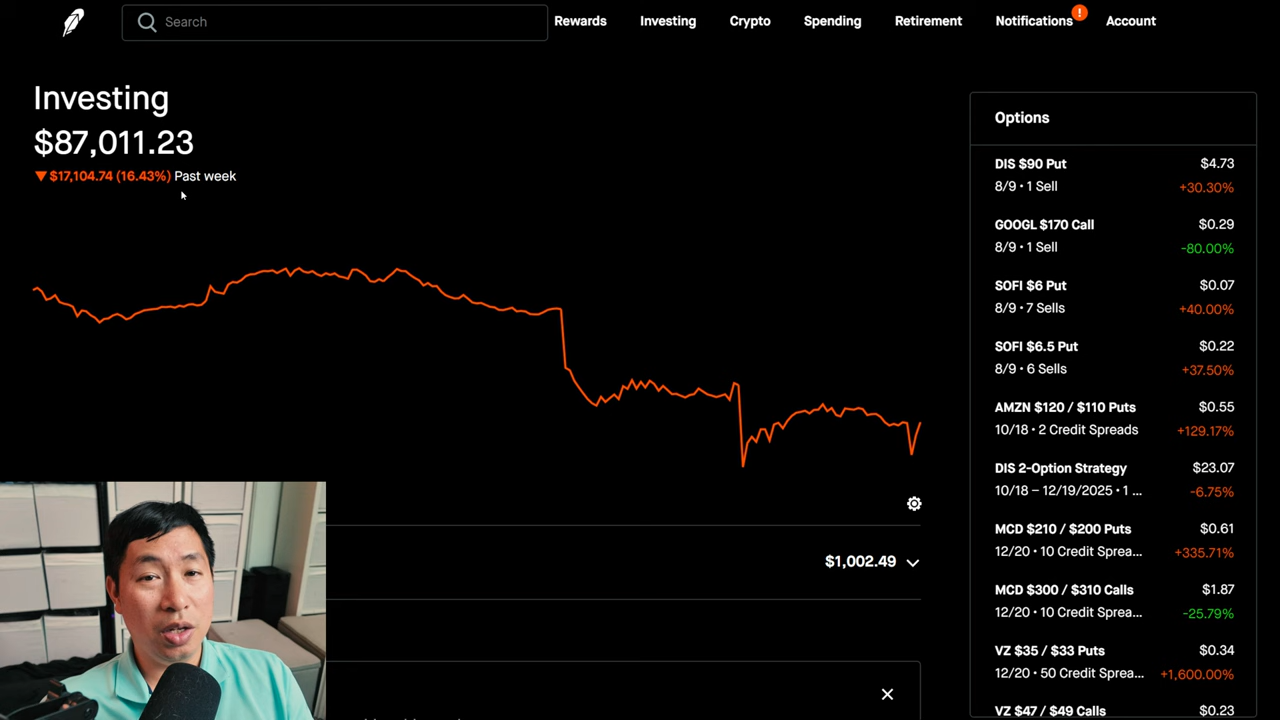 Search
Rewards
Investing
Crypto
Spending
Retirement
Notifications
!
Account
Investing
$87,011.23
▼ $17,104.74 (16.43%) Past week
$1,002.49
Options
DIS $90 Put $4.73
8/9 • 1 Sell +30.30%
GOOGL $170 Call $0.29
8/9 • 1 Sell -80.00%
SOFI $6 Put $0.07
8/9 • 7 Sells +40.00%
SOFI $6.5 Put $0.22
8/9 • 6 Sells +37.50%
AMZN $120 / $110 Puts $0.55
10/18 • 2 Credit Spreads +129.17%
DIS 2-Option Strategy $23.07
10/18 – 12/19/2025 • 1 ... -6.75%
MCD $210 / $200 Puts $0.61
12/20 • 10 Credit Sprea... +335.71%
MCD $300 / $310 Calls $1.87
12/20 • 10 Credit Sprea... -25.79%
VZ $35 / $33 Puts $0.34
12/20 • 50 Credit Sprea... +1,600.00%
VZ $47 / $49 Calls $0.23